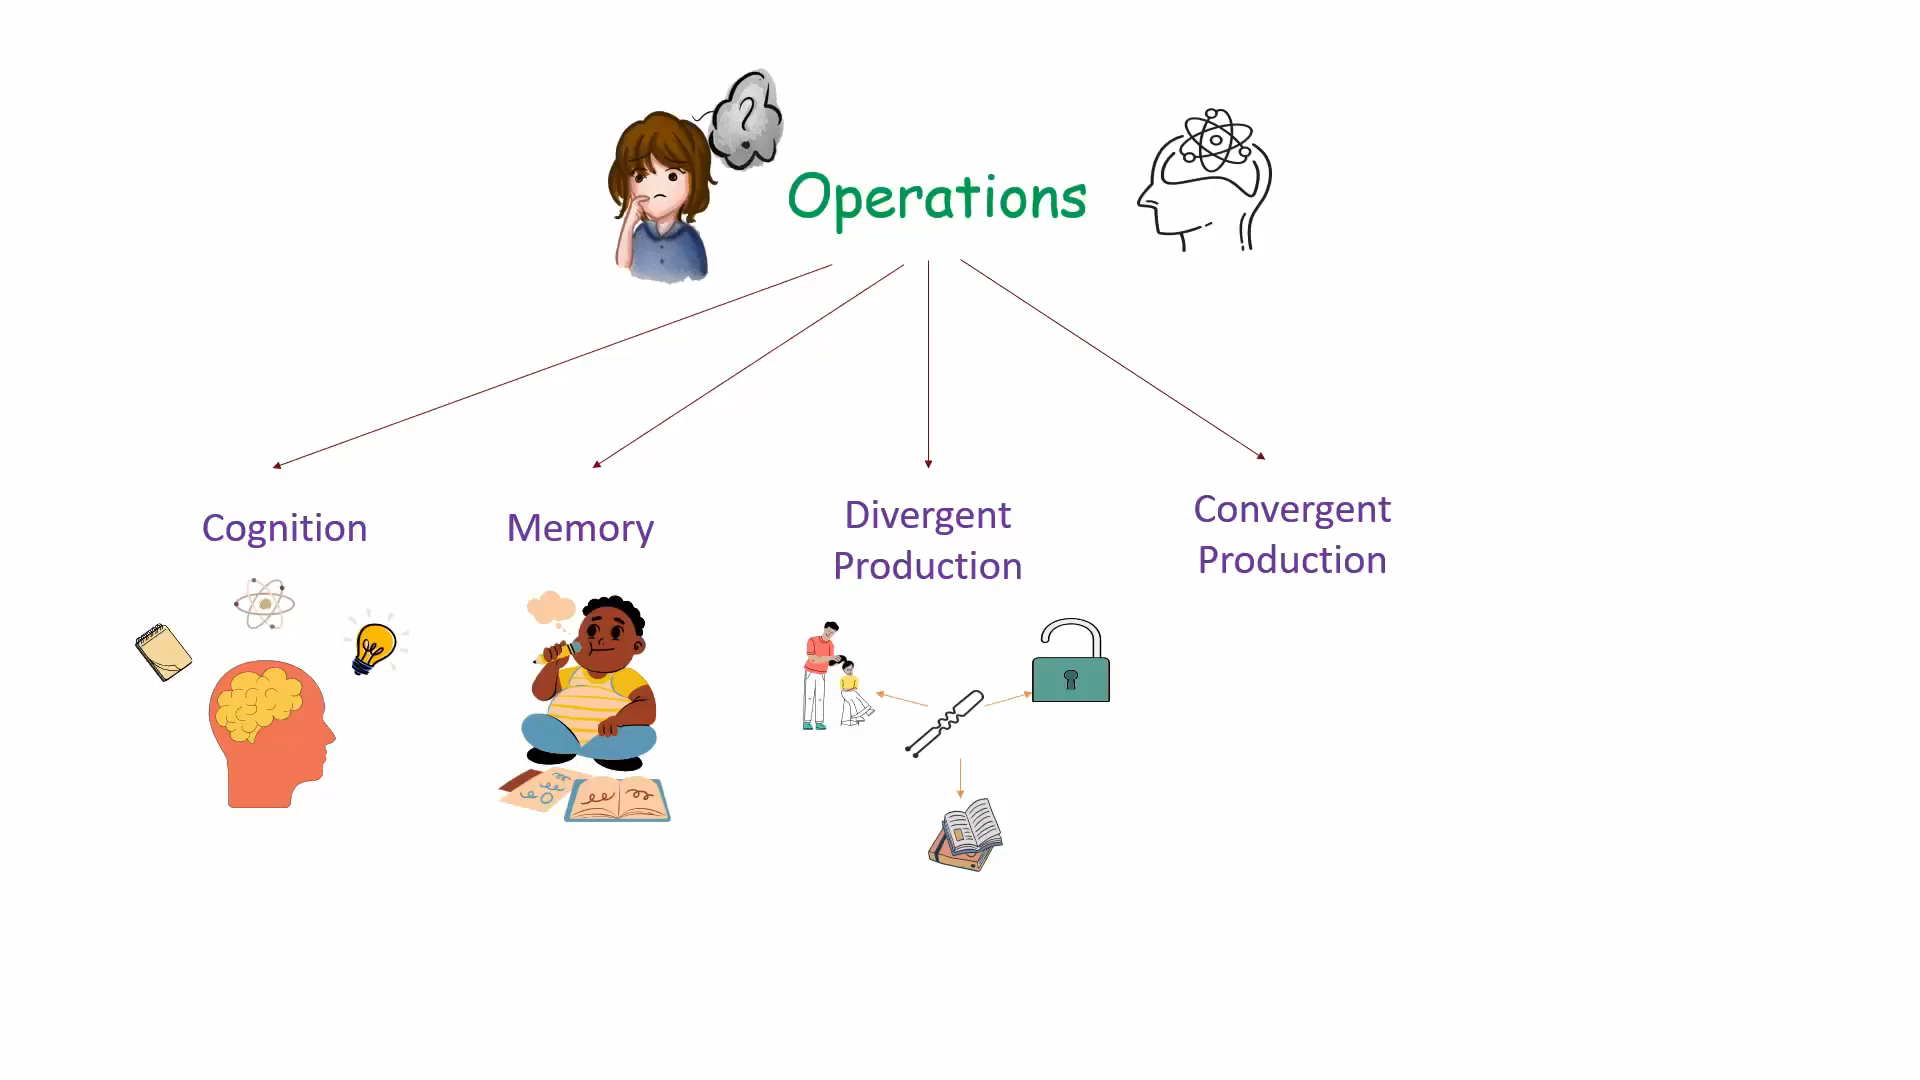 Operations
Cognition
Memory
Divergent
Production
Convergent
Production